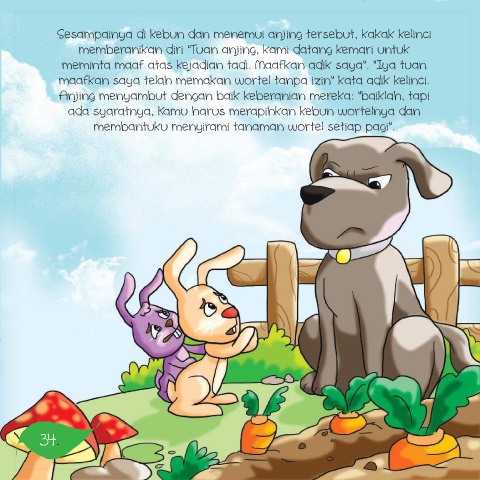 Sesampainya di kebun dan menemui anjing tersebut, kakak kelinci
memberanikan diri "Tuan anjing, kami datang kemari untuk
meminta maaf atas kejadian tadi. Maafkan adik saya". "Iya tuan
maafkan saya telah memakan wortel tanpa izin" kata adik kelinci.
Anjing menyambut dengan baik keberanian mereka: "baiklah, tapi
ada syaratnya, Kamu harus merapihkan kebun wortelnya dan
membantuku menyirami tanaman wortel setiap pagi".
34.